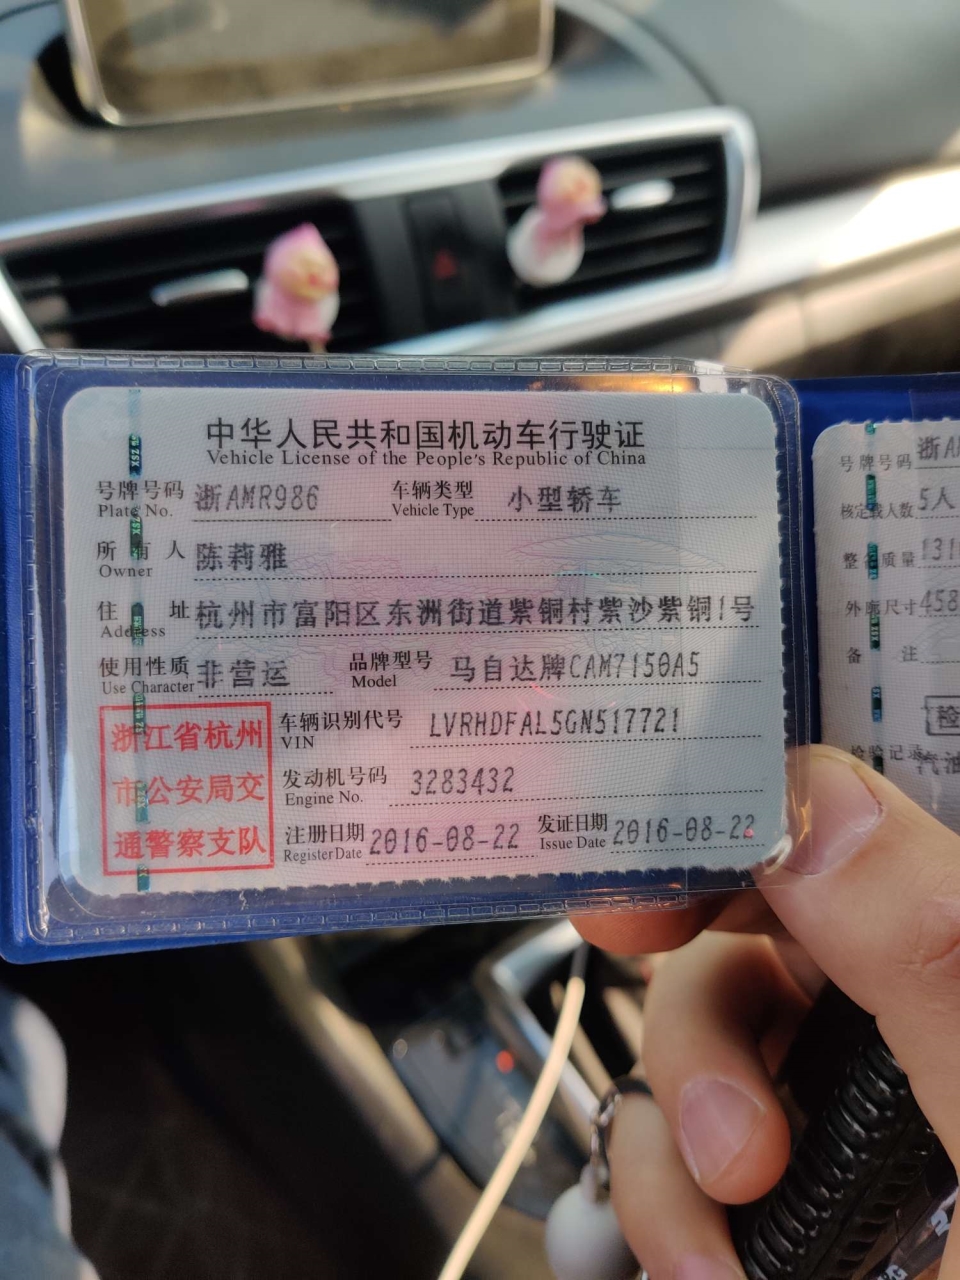 中华人民共和国机动车行驶证
Vehicle License of the People's Republic of China
号牌号码 浙AMR986 车辆类型 小型轿车
Plate No. Vehicle Type
所有人 陈莉雅
Owner
住址 杭州市富阳区东洲街道紫铜村紫沙紫铜1号
Address
使用性质 非营运 品牌型号 马自达牌CAM7150A5
Use Character Model
浙江省杭州
市公安局交
通警察支队
车辆识别代号 LVRHDFAL5GN517721
VIN
发动机号码 3283432
Engine No.
注册日期 2016-08-22 发证日期 2016-08-22
Register Date Issue Date
号牌号码
核定载人数 5人
整备质量
外廓尺寸 458
备注
检验记录
汽油